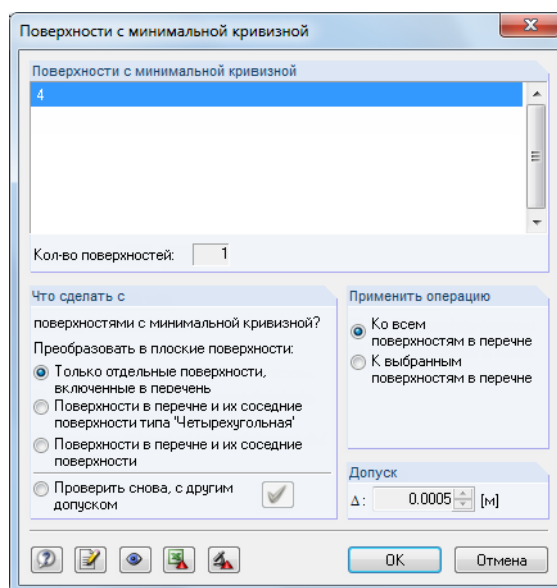 Поверхности с минимальной кривизной
Поверхности с минимальной кривизной
4
Кол-во поверхностей: 1
Что сделать с
поверхностями с минимальной кривизной?
Преобразовать в плоские поверхности:
Только отдельные поверхности,
включенные в перечень
Поверхности в перечне и их соседние
поверхности типа 'Четырехугольная'
Поверхности в перечне и их соседние
поверхности
Проверить снова, с другим
допуском
Применить операцию
Ко всем
поверхностям в перечне
К выбранным
поверхностям в перечне
Допуск
Δ: 0.0005 [м]
OK
Отмена